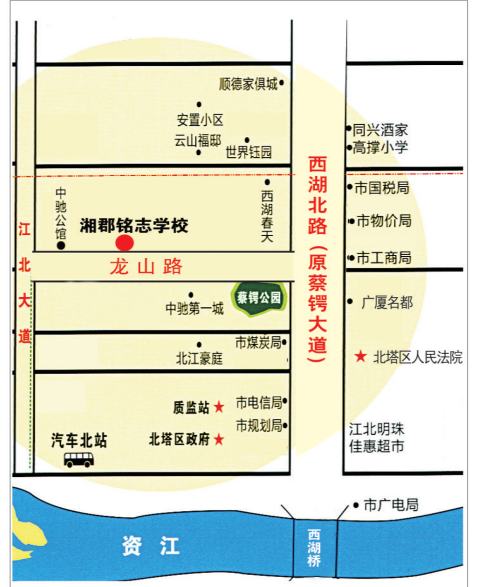 顺德家俱城
安置小区
云山福邸
世界钰园
同兴酒家
高撑小学
市国税局
中驰公馆
湘郡铭志学校
西湖春天
市物价局
江北大道
龙山路
西湖北路(原蔡锷大道)
市工商局
中驰第一城
蔡锷公园
广厦名都
北江豪庭
市煤炭局
北塔区人民法院
质监站
市电信局
北塔区政府
市规划局
汽车北站
江北明珠
佳惠超市
市广电局
资江
西湖桥